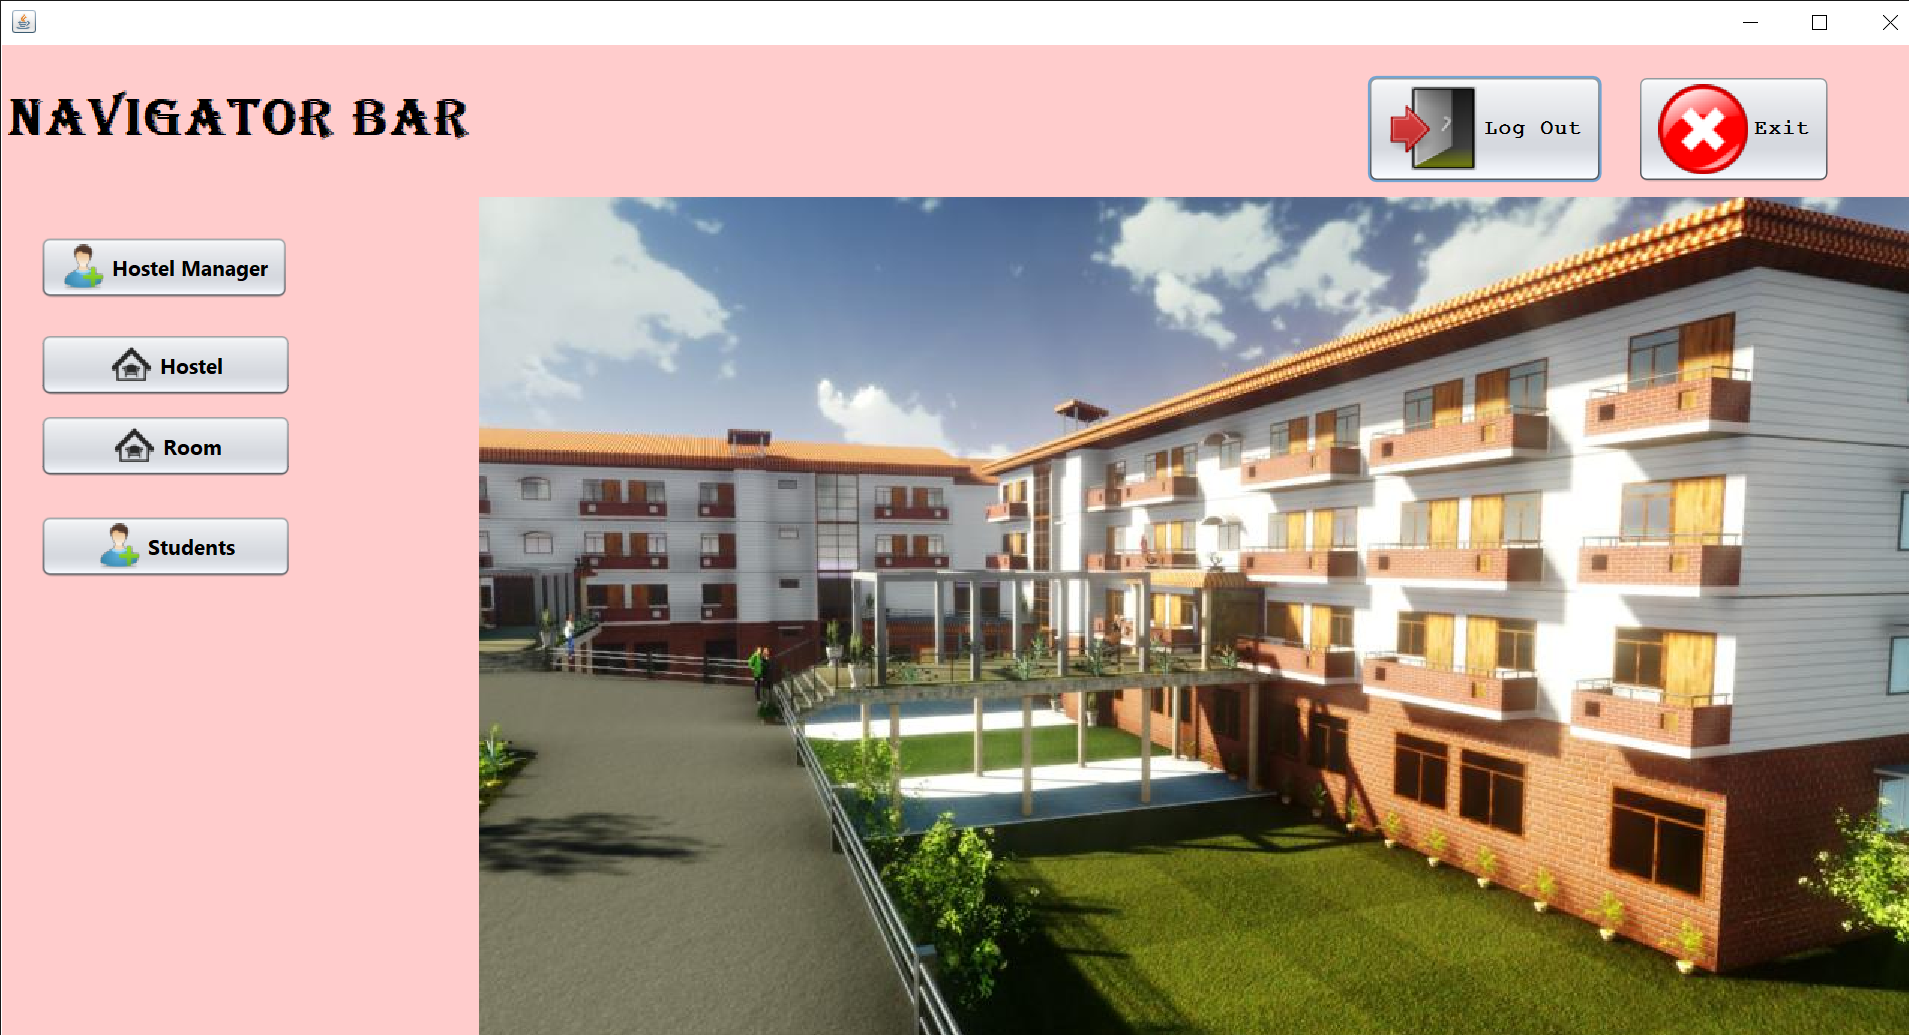 NAVIGATOR BAR
Log Out
Exit
Hostel Manager
Hostel
Room
Students